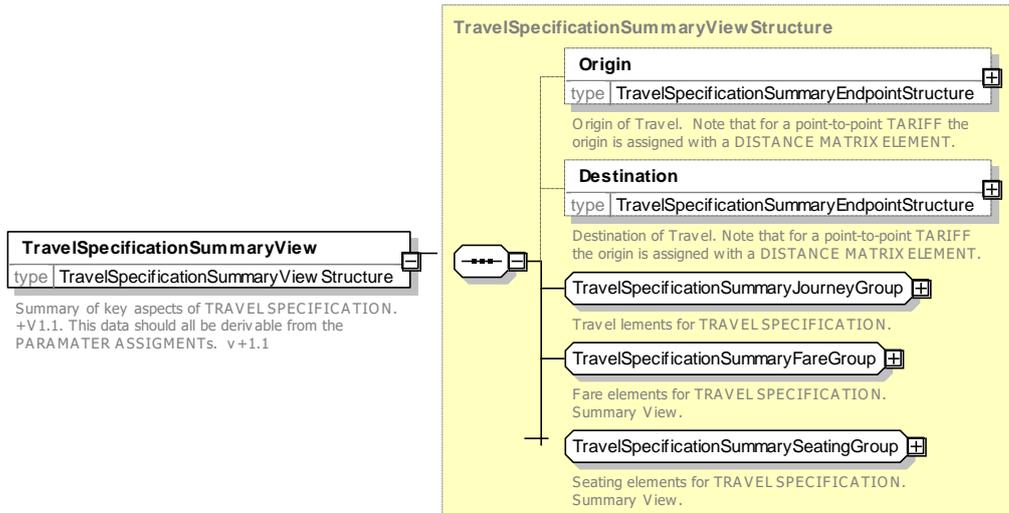 TravelSpecificationSummaryViewStructure
Origin
type TravelSpecificationSummaryEndpointStructure
Origin of Travel. Note that for a point-to-point TARIFF the
origin is assigned with a DISTANCE MATRIX ELEMENT.
Destination
type TravelSpecificationSummaryEndpointStructure
Destination of Travel. Note that for a point-to-point TARIFF
the origin is assigned with a DISTANCE MATRIX ELEMENT.
TravelSpecificationSummaryView
type TravelSpecificationSummaryViewStructure
Summary of key aspects of TRAVEL SPECIFICATION.
+V1.1. This data should all be derivable from the
PARAMATER ASSIGMENTs. v+1.1
TravelSpecificationSummaryJourneyGroup
Travel lements for TRAVEL SPECIFICATION.
TravelSpecificationSummaryFareGroup
Fare elements for TRAVEL SPECIFICATION.
Summary View.
TravelSpecificationSummarySeatingGroup
Seating elements for TRAVEL SPECIFICATION.
Summary View.